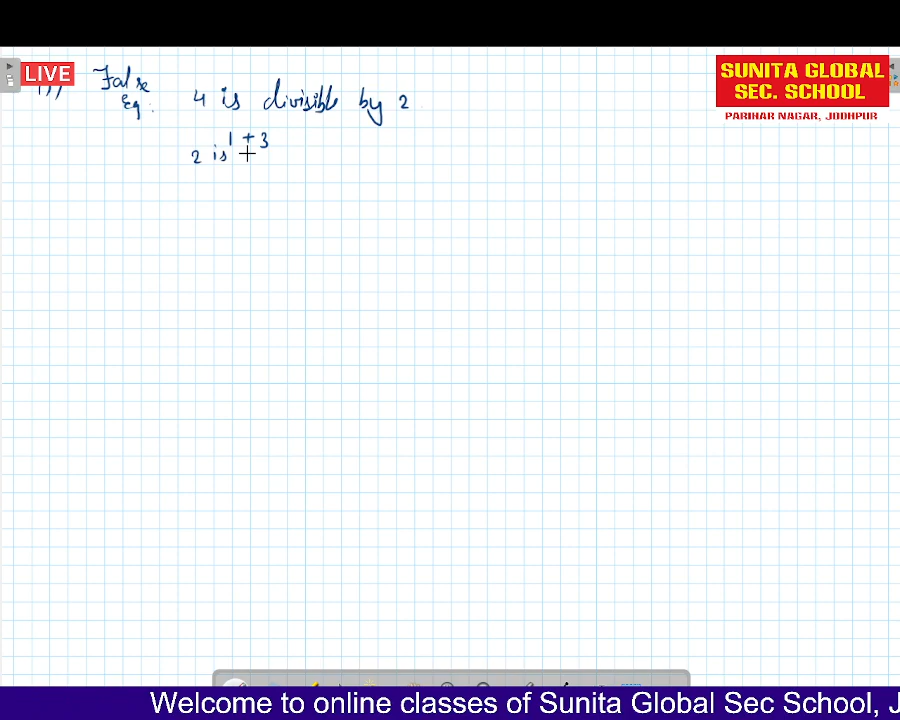 LIVE
SUNITA GLOBAL
SEC. SCHOOL
PARIHAR NAGAR, JODHPUR
False
Eg: 4 is divisible by 2
1 + 3
2 is
Welcome to online classes of Sunita Global Sec School, J